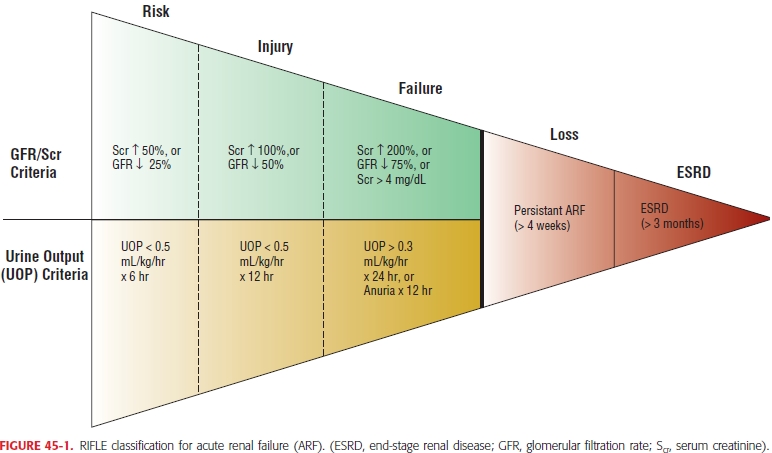 Risk
Injury
Failure
Loss
ESRD
GFR/Scr
Criteria
Scr ↑ 50%, or
GFR ↓ 25%
Scr ↑ 100%,or
GFR ↓ 50%
Scr ↑ 200%, or
GFR ↓ 75%, or
Scr > 4 mg/dL
Persistant ARF
(> 4 weeks)
ESRD
(> 3 months)
Urine Output
(UOP) Criteria
UOP < 0.5
mL/kg/hr
x 6 hr
UOP < 0.5
mL/kg/hr
x 12 hr
UOP > 0.3
mL/kg/hr
x 24 hr, or
Anuria x 12 hr
FIGURE 45-1. RIFLE classification for acute renal failure (ARF). (ESRD, end-stage renal disease; GFR, glomerular filtration rate; Scr, serum creatinine).